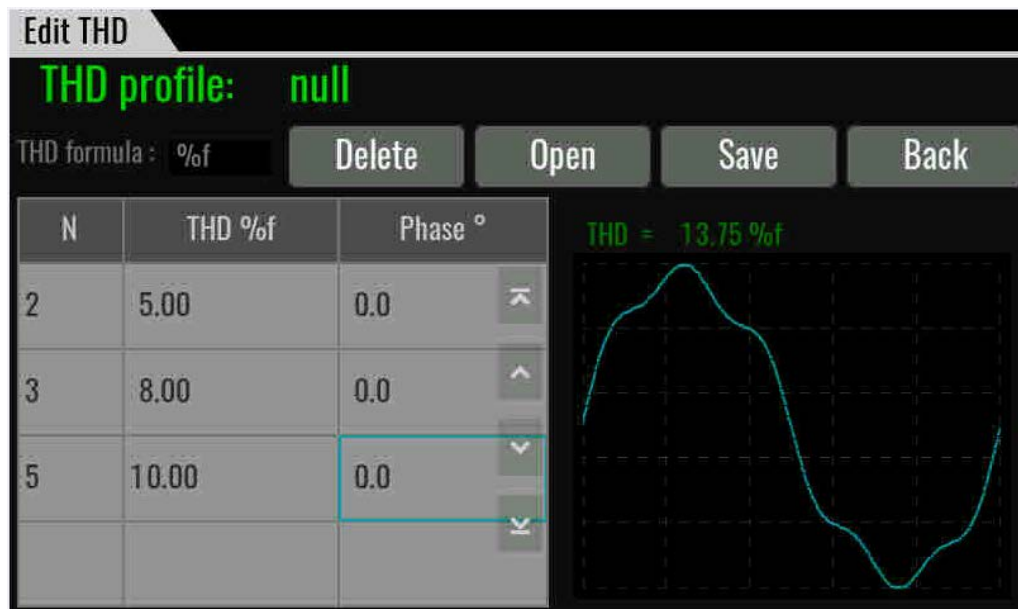 Edit THD
THD profile: null
THD formula : %f Delete Open Save Back
N THD %f Phase °
THD = 13.75 %f
2 5.00 0.0
3 8.00 0.0
5 10.00 0.0